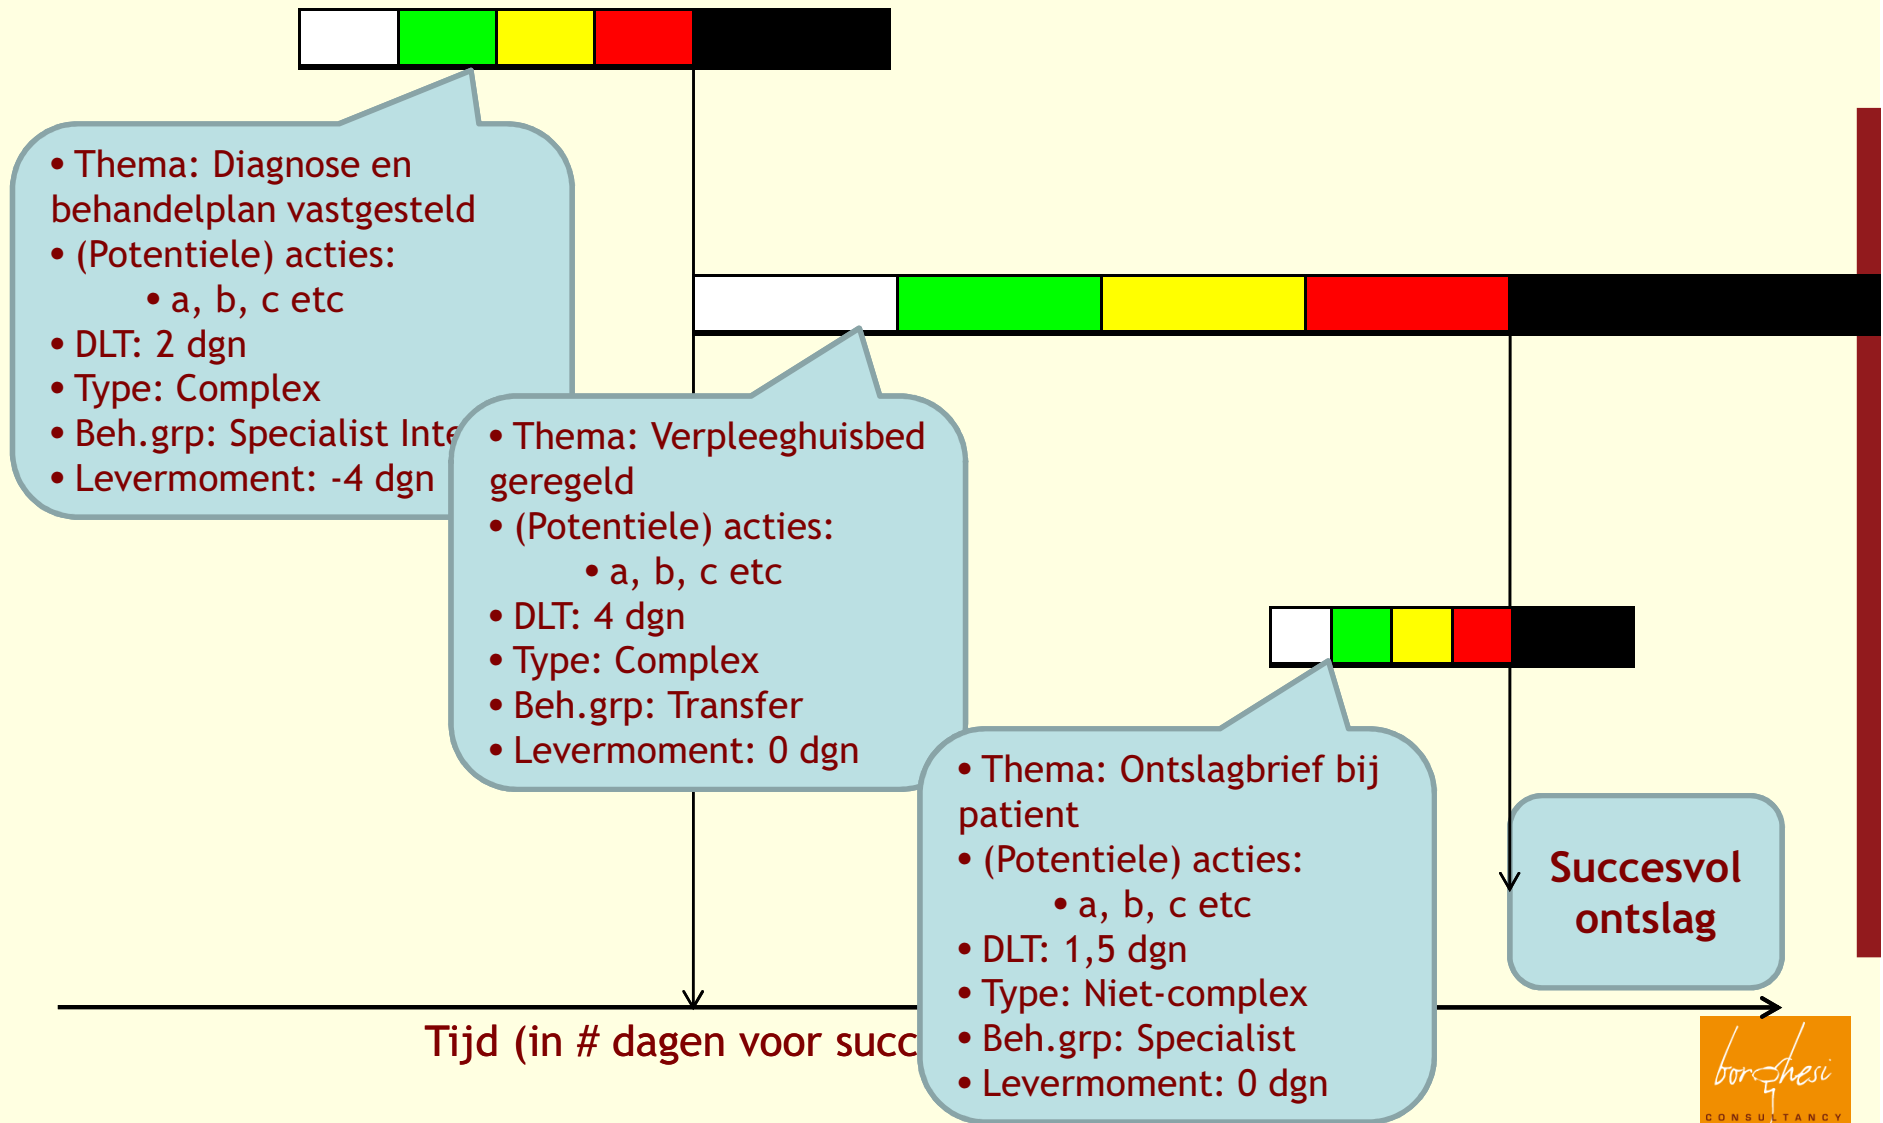 • Thema: Diagnose en
behandelplan vastgesteld
• (Potentiele) acties:
• a, b, c etc
• DLT: 2 dgn
• Type: Complex
• Beh.grp: Specialist Inte
• Levermoment: -4 dgn
• Thema: Verpleeghuisbed
geregeld
• (Potentiele) acties:
• a, b, c etc
• DLT: 4 dgn
• Type: Complex
• Beh.grp: Transfer
• Levermoment: 0 dgn
• Thema: Ontslagbrief bij
patient
• (Potentiele) acties:
• a, b, c etc
• DLT: 1,5 dgn
• Type: Niet-complex
• Beh.grp: Specialist
• Levermoment: 0 dgn
Succesvol
ontslag
Tijd (in # dagen voor succ
borghesi
CONSULTANCY